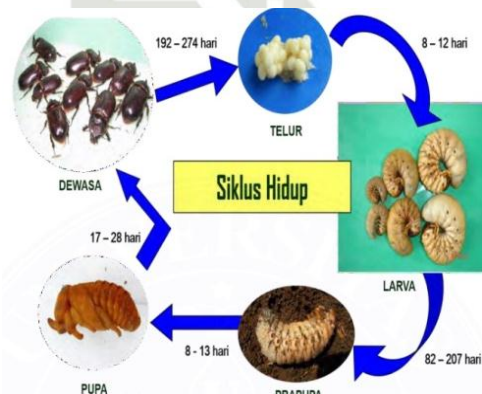 192 – 274 hari
8 – 12 hari
TELUR
DEWASA
Siklus Hidup
17 – 28 hari
LARVA
8 - 13 hari
82 – 207 hari
PUPA
PRAPUPA